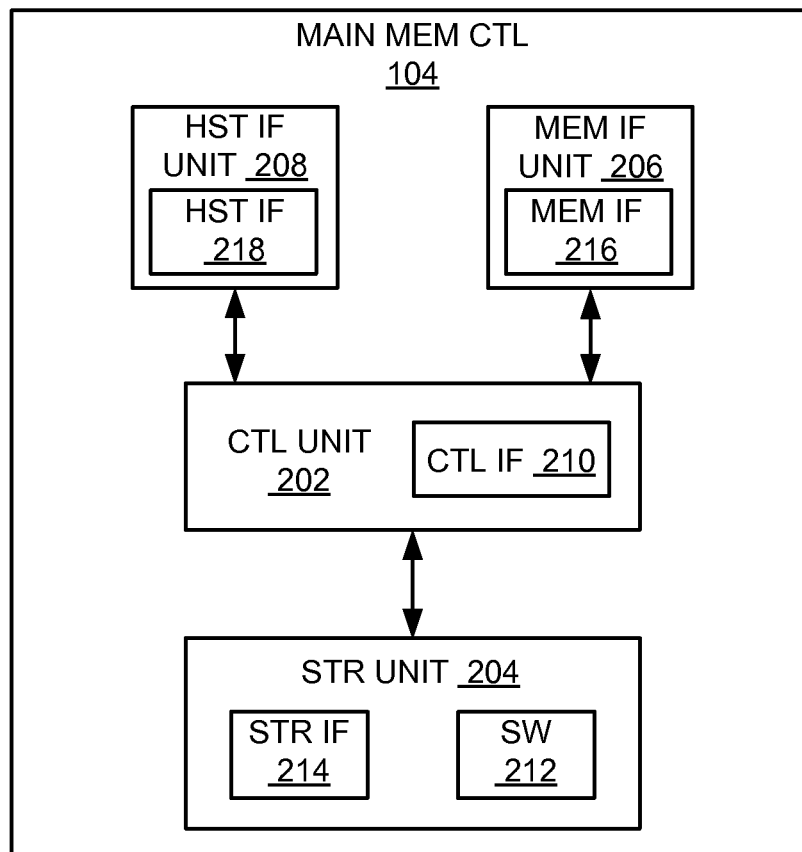 MAIN MEM CTL
104
HST IF
UNIT 208
HST IF
218
MEM IF
UNIT 206
MEM IF
216
CTL UNIT
202
CTL IF 210
STR UNIT 204
STR IF
214
SW
212